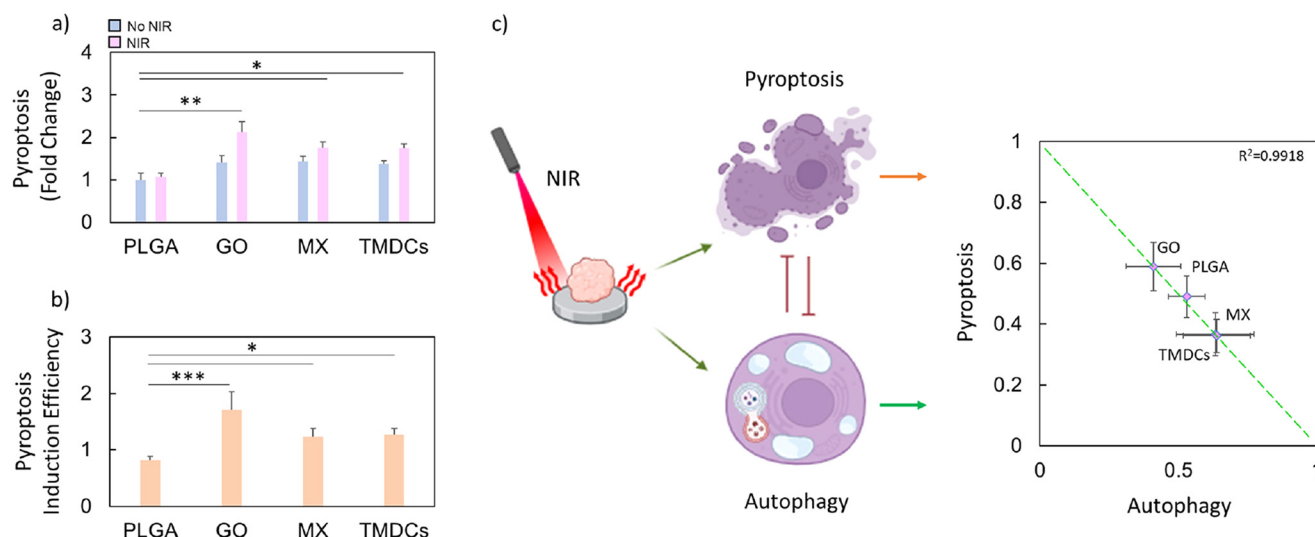 a)
No NIR
NIR
Pyroptosis
(Fold Change)
4
3
2
1
0
*
**
PLGA GO MX TMDCs
b)
Pyroptosis
Induction Efficiency
3
2
1
0
*
***
PLGA GO MX TMDCs
c)
NIR
Pyroptosis
Autophagy
Pyroptosis
1
0.8
0.6
0.4
0.2
0
R²=0.9918
GO
PLGA
MX
TMDCs
0 0.5 1
Autophagy